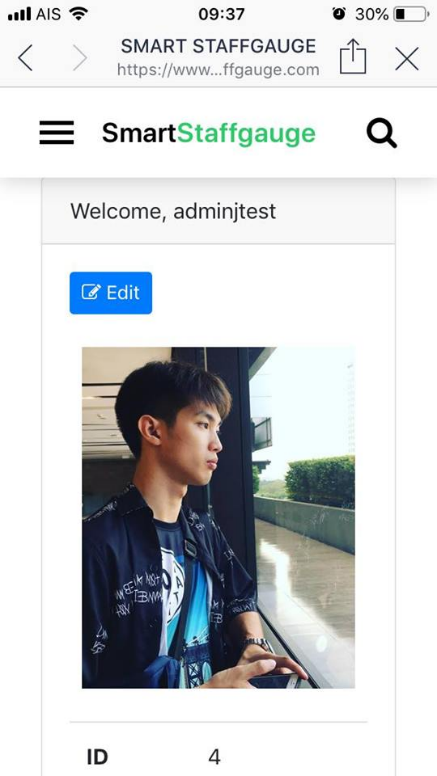 AIS 09:37 30%
SMART STAFFGAUGE
https://www...ffgauge.com
SmartStaffgauge
Welcome, adminjtest
Edit
ID 4